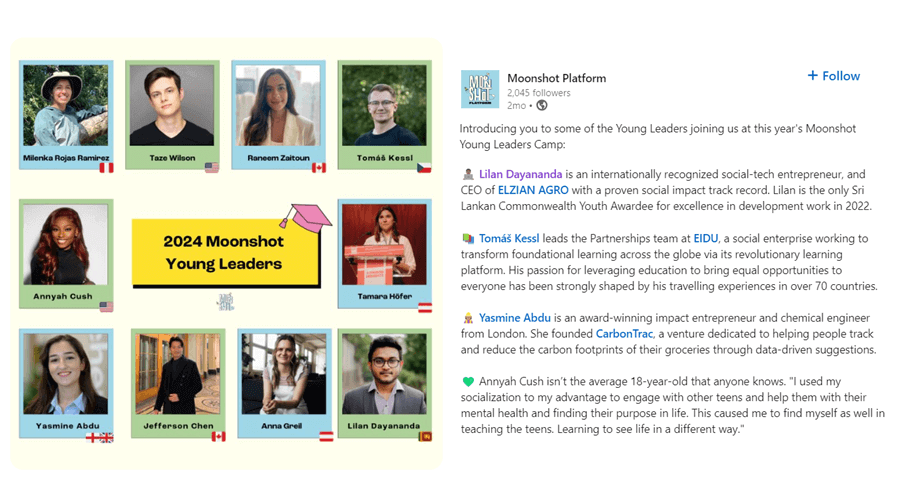 Milenka Rojas Ramirez
Taze Wilson
Raneem Zaitoun
Tomáš Kessl
Annyah Cush
2024 Moonshot
Young Leaders
Tamara Höfer
MOON
SHOT
Yasmine Abdu
Jefferson Chen
Anna Greil
Lilan Dayananda
MOON
SHOT
PLATFORM
Moonshot Platform
2,045 followers
2mo •
+ Follow
Introducing you to some of the Young Leaders joining us at this year's Moonshot
Young Leaders Camp:
Lilan Dayananda is an internationally recognized social-tech entrepreneur, and
CEO of ELZIAN AGRO with a proven social impact track record. Lilan is the only Sri
Lankan Commonwealth Youth Awardee for excellence in development work in 2022.
Tomáš Kessl leads the Partnerships team at EIDU, a social enterprise working to
transform foundational learning across the globe via its revolutionary learning
platform. His passion for leveraging education to bring equal opportunities to
everyone has been strongly shaped by his travelling experiences in over 70 countries.
Yasmine Abdu is an award-winning impact entrepreneur and chemical engineer
from London. She founded CarbonTrac, a venture dedicated to helping people track
and reduce the carbon footprints of their groceries through data-driven suggestions.
Annyah Cush isn't the average 18-year-old that anyone knows. "I used my
socialization to my advantage to engage with other teens and help them with their
mental health and finding their purpose in life. This caused me to find myself as well in
teaching the teens. Learning to see life in a different way."